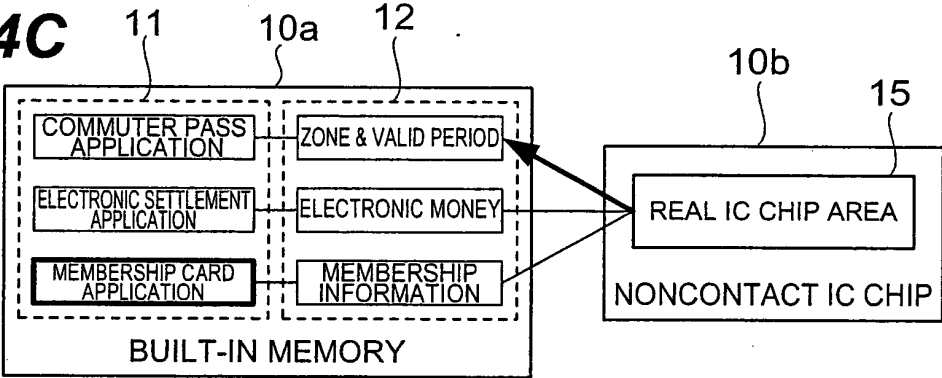 4C
11
10a
12
10b
15
COMMUTER PASS
APPLICATION
ZONE & VALID PERIOD
ELECTRONIC SETTLEMENT
APPLICATION
ELECTRONIC MONEY
REAL IC CHIP AREA
MEMBERSHIP CARD
APPLICATION
MEMBERSHIP
INFORMATION
NONCONTACT IC CHIP
BUILT-IN MEMORY